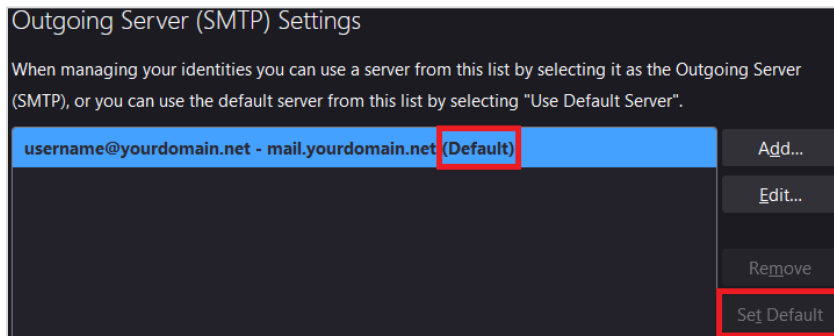 Outgoing Server (SMTP) Settings
When managing your identities you can use a server from this list by selecting it as the Outgoing Server
(SMTP), or you can use the default server from this list by selecting "Use Default Server".
username@yourdomain.net - mail.yourdomain.net (Default)
Add...
Edit...
Remove
Set Default